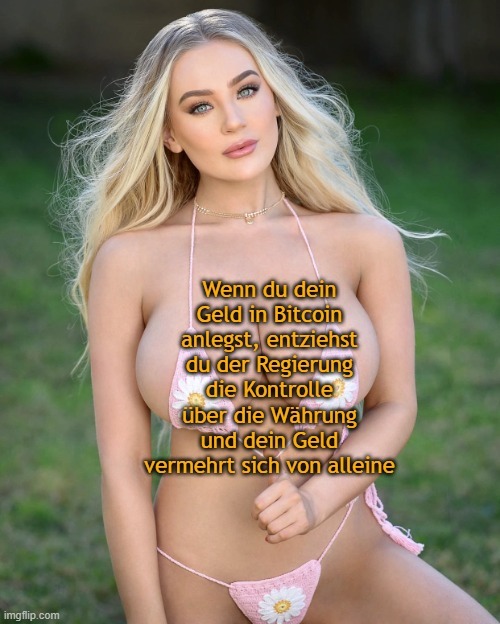 Wenn du dein
Geld in Bitcoin
anlegst, entziehst
du der Regierung
die Kontrolle
über die Währung
und dein Geld
vermehrt sich von alleine
imgflip.com